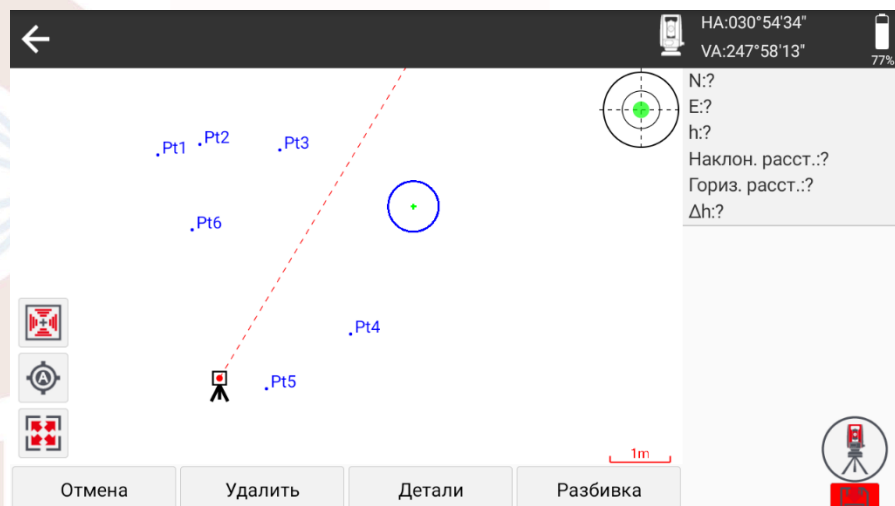 HA:030°54'34"
VA:247°58'13"
77%
N:?
E:?
h:?
Наклон. расст.:?
Гориз. расст.:?
Δh:?
Pt1
Pt2
Pt3
Pt6
Pt4
A
Pt5
1m
Отмена
Удалить
Детали
Разбивка